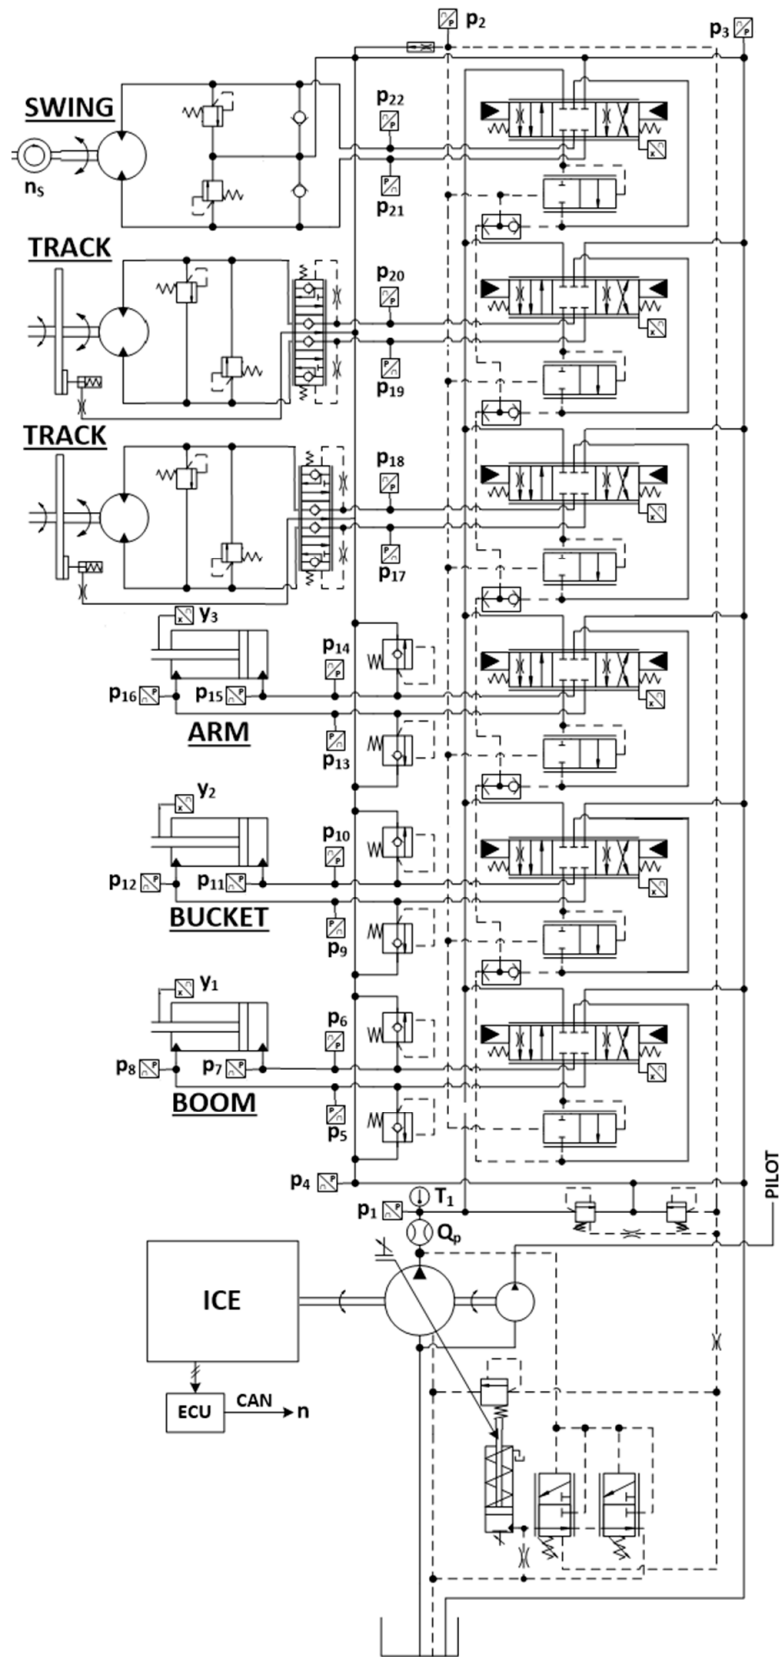 p2
p3
SWING
p22
nS
p21
TRACK
p20
p19
TRACK
p18
p17
y3
p14
p16
p15
ARM
p13
y2
p10
p12
p11
BUCKET
p9
y1
p6
p8
p7
BOOM
p5
p4
T1
p1
Qp
PILOT
ICE
ECU
CAN
n